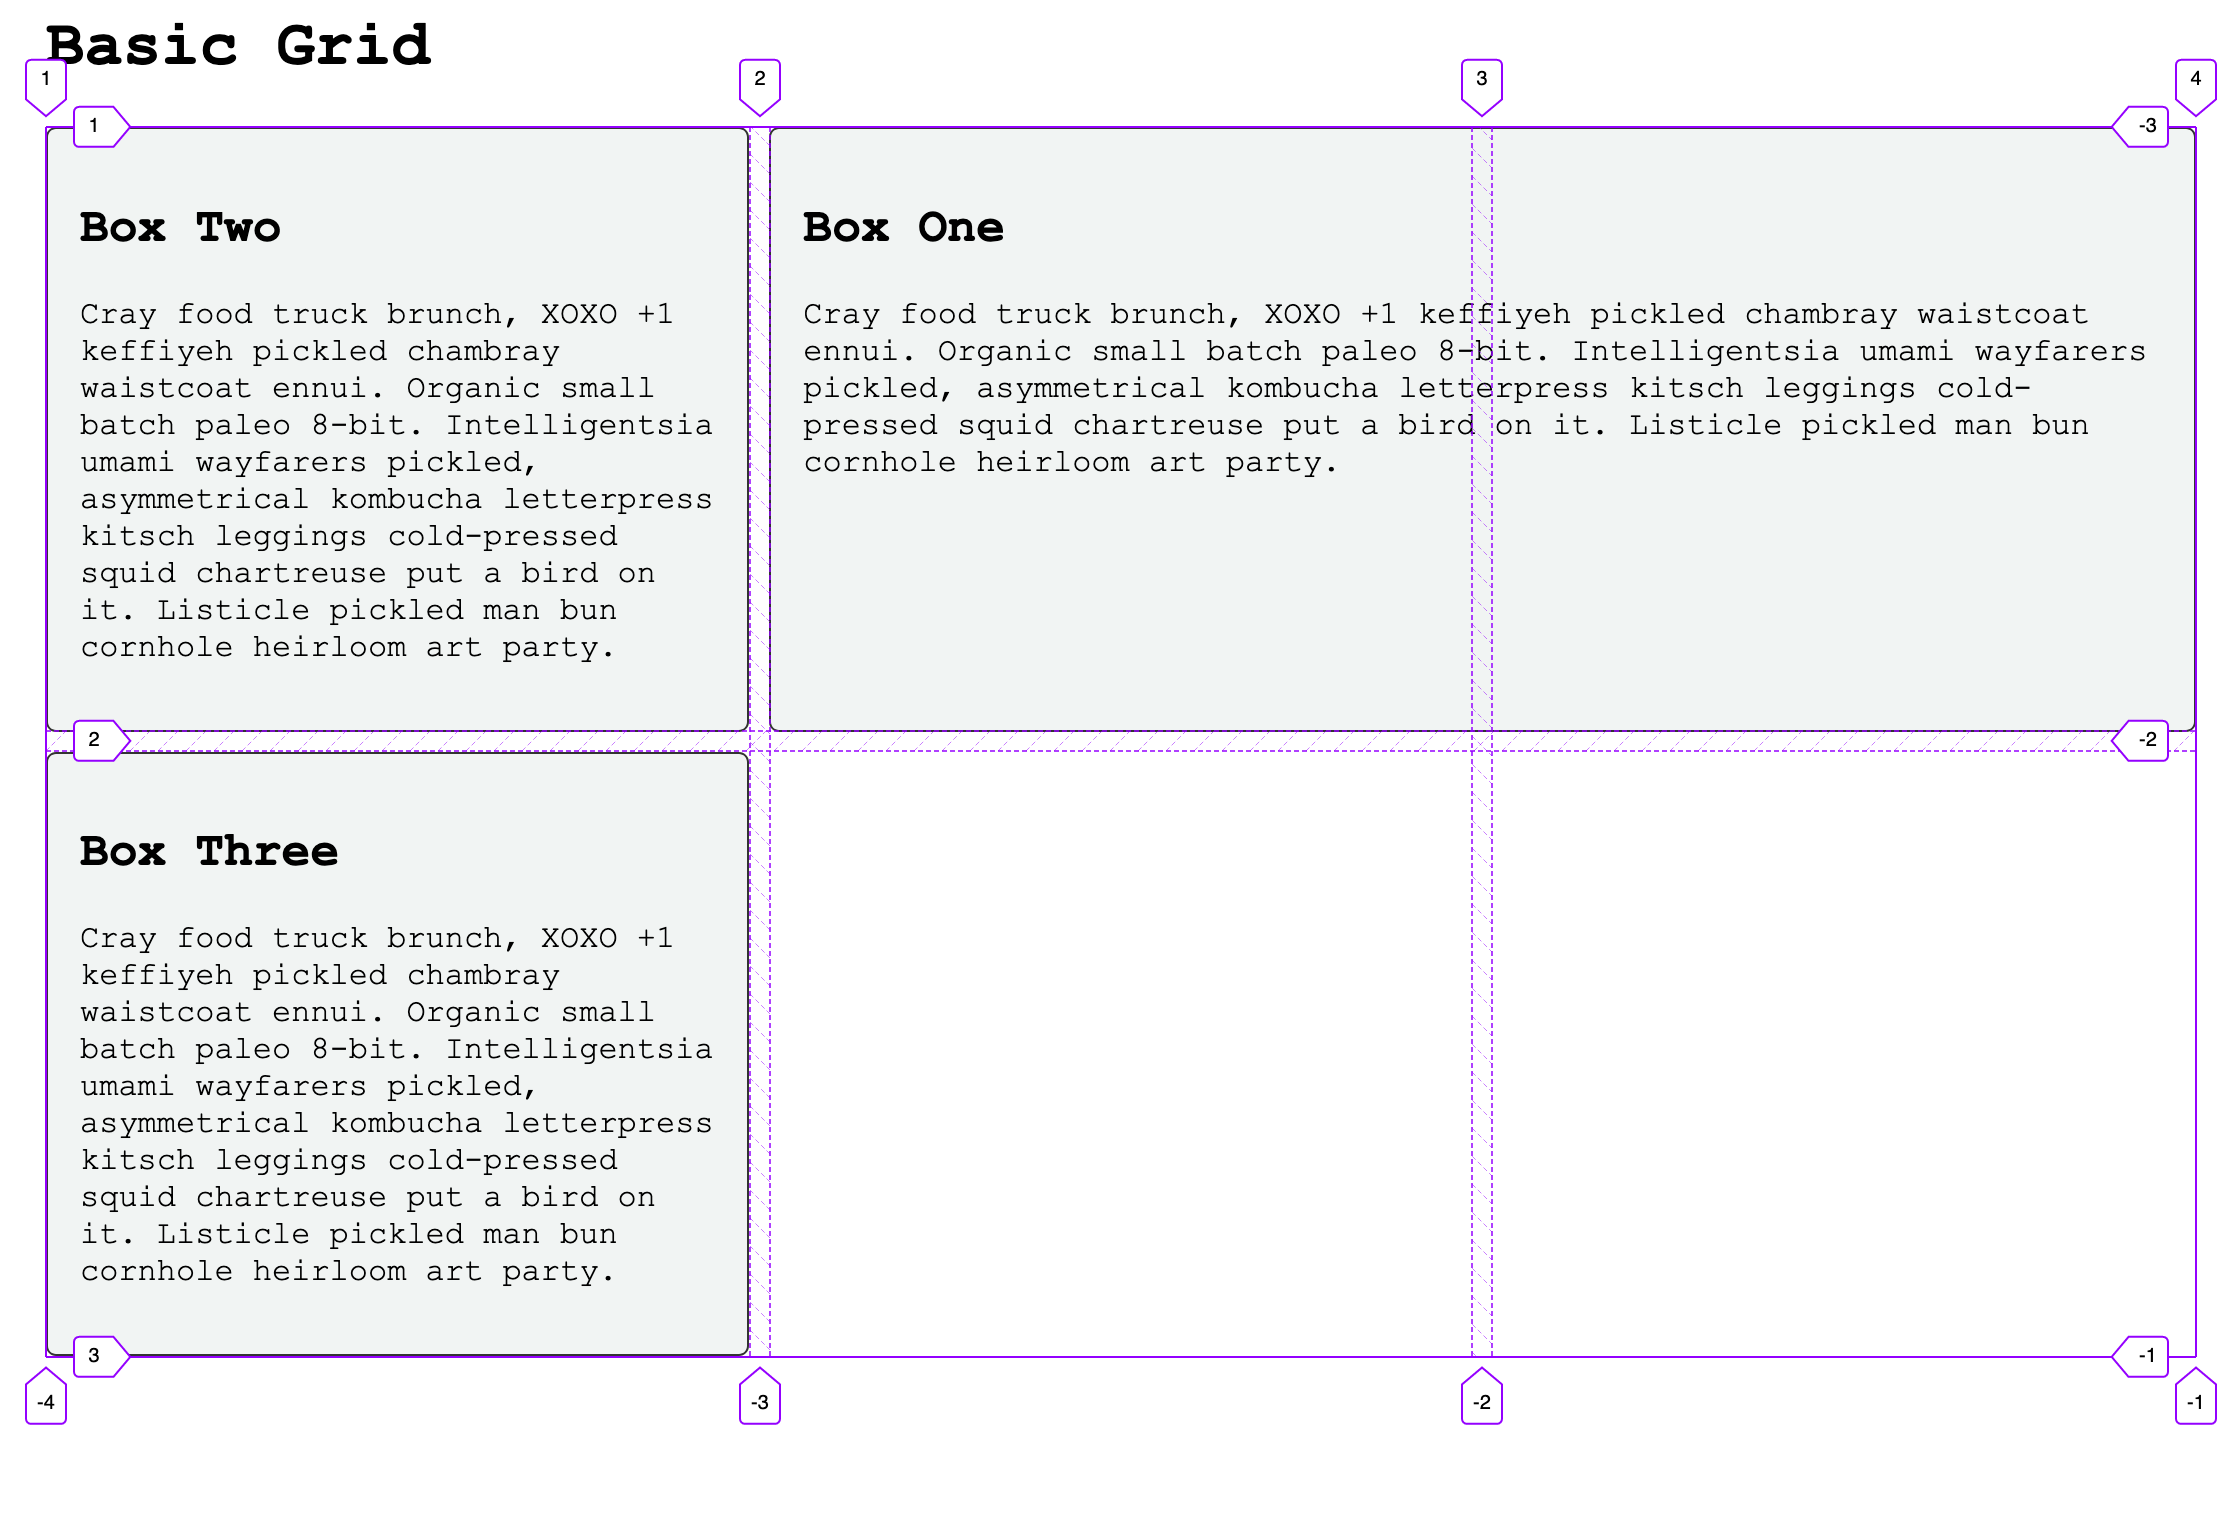 Basic Grid
1
2
3
4
1
-3
Box Two
Cray food truck brunch, XOXO +1
keffiyeh pickled chambray
waistcoat ennui. Organic small
batch paleo 8-bit. Intelligentsia
umami wayfarers pickled,
asymmetrical kombucha letterpress
kitsch leggings cold-pressed
squid chartreuse put a bird on
it. Listicle pickled man bun
cornhole heirloom art party.
Box One
Cray food truck brunch, XOXO +1 keffiyeh pickled chambray waistcoat
ennui. Organic small batch paleo 8-bit. Intelligentsia umami wayfarers
pickled, asymmetrical kombucha letterpress kitsch leggings cold-
pressed squid chartreuse put a bird on it. Listicle pickled man bun
cornhole heirloom art party.
2
-2
Box Three
Cray food truck brunch, XOXO +1
keffiyeh pickled chambray
waistcoat ennui. Organic small
batch paleo 8-bit. Intelligentsia
umami wayfarers pickled,
asymmetrical kombucha letterpress
kitsch leggings cold-pressed
squid chartreuse put a bird on
it. Listicle pickled man bun
cornhole heirloom art party.
3
-1
-4
-3
-2
-1